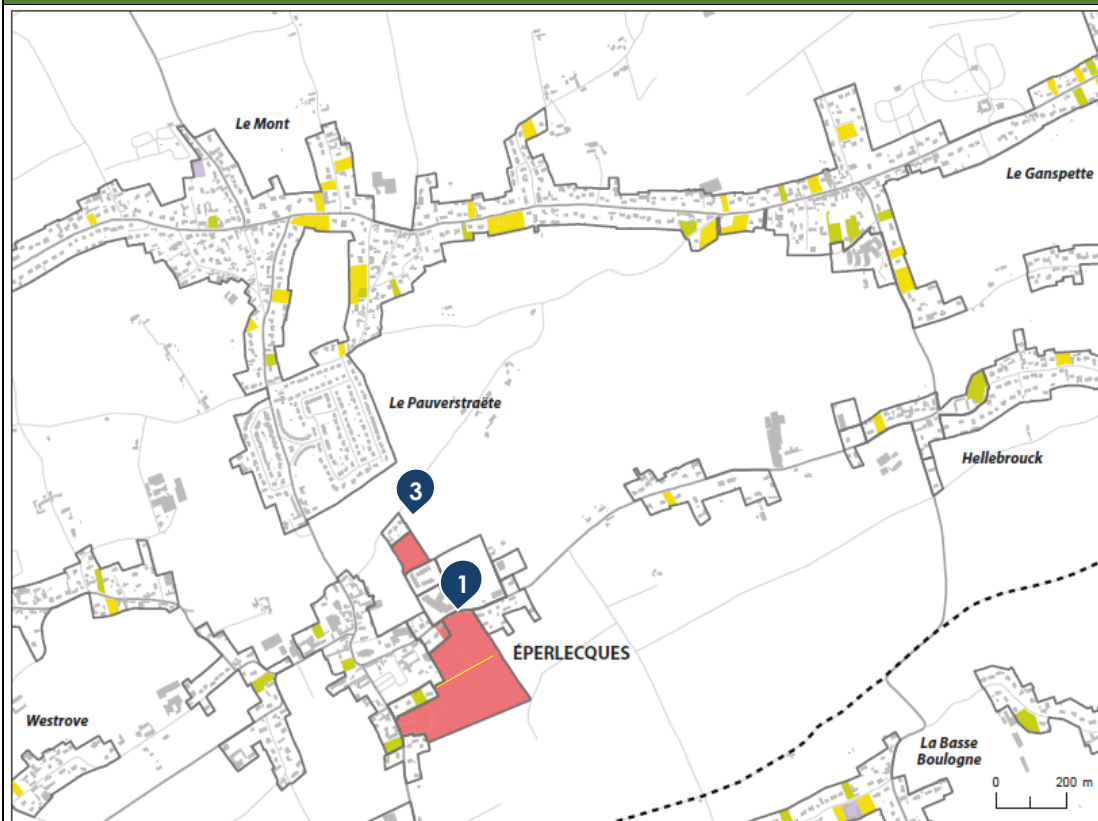 Le Mont
Le Ganspette
Le Pauverstraëte
Hellebrouck
3
1
ÉPERLECQUES
Westrove
La Basse
Boulogne
0 200 m